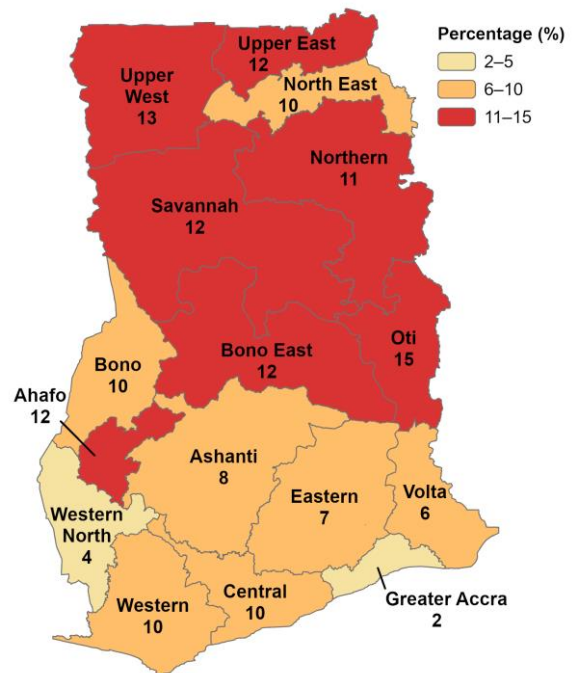 Percentage (%)
2–5
6–10
11–15
Upper East
12
Upper
West
13
North East
10
Northern
11
Savannah
12
Oti
15
Bono East
12
Bono
10
Ahafo
12
Ashanti
8
Eastern
7
Volta
6
Western
North
4
Western
10
Central
10
Greater Accra
2